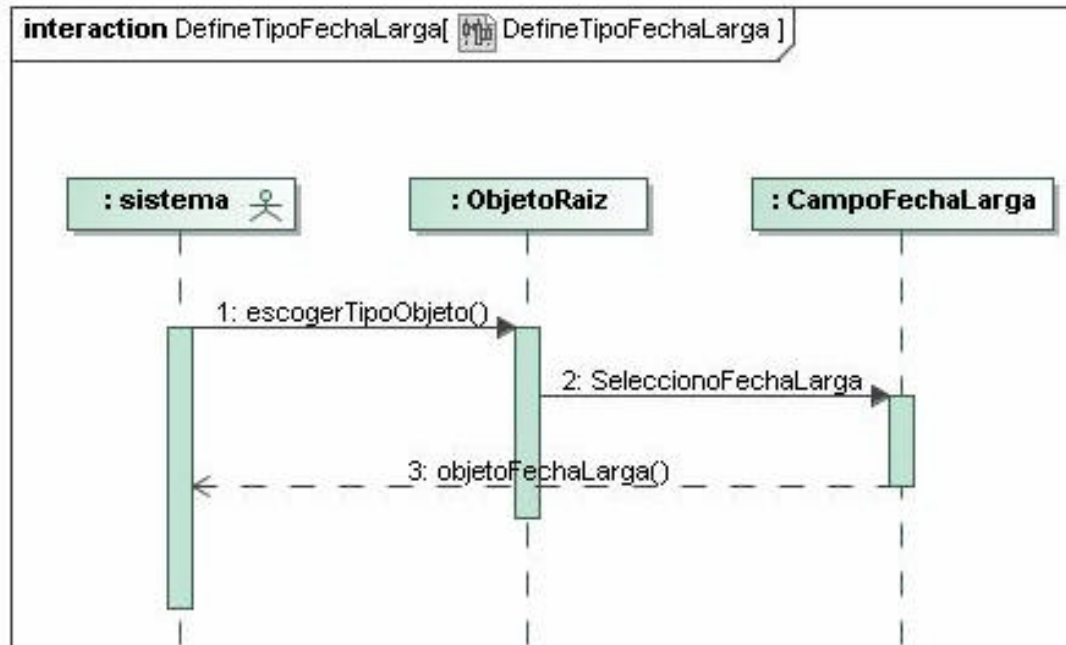 interaction DefineTipoFechaLarga[ DefineTipoFechaLarga ]
: sistema
: ObjetoRaiz
: CampoFechaLarga
1: escogerTipoObjeto()
2: SeleccionoFechaLarga
3: objetoFechaLarga()